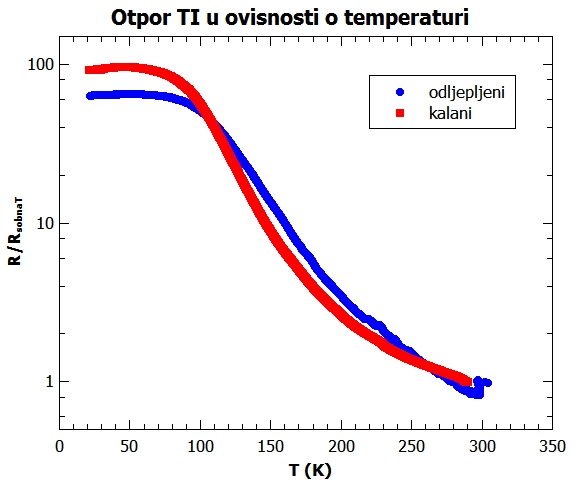 Otpor TI u ovisnosti o temperaturi
100
10
1
R/R_sobnaT
odljepljeni
kalani
0 50 100 150 200 250 300 350
T (K)